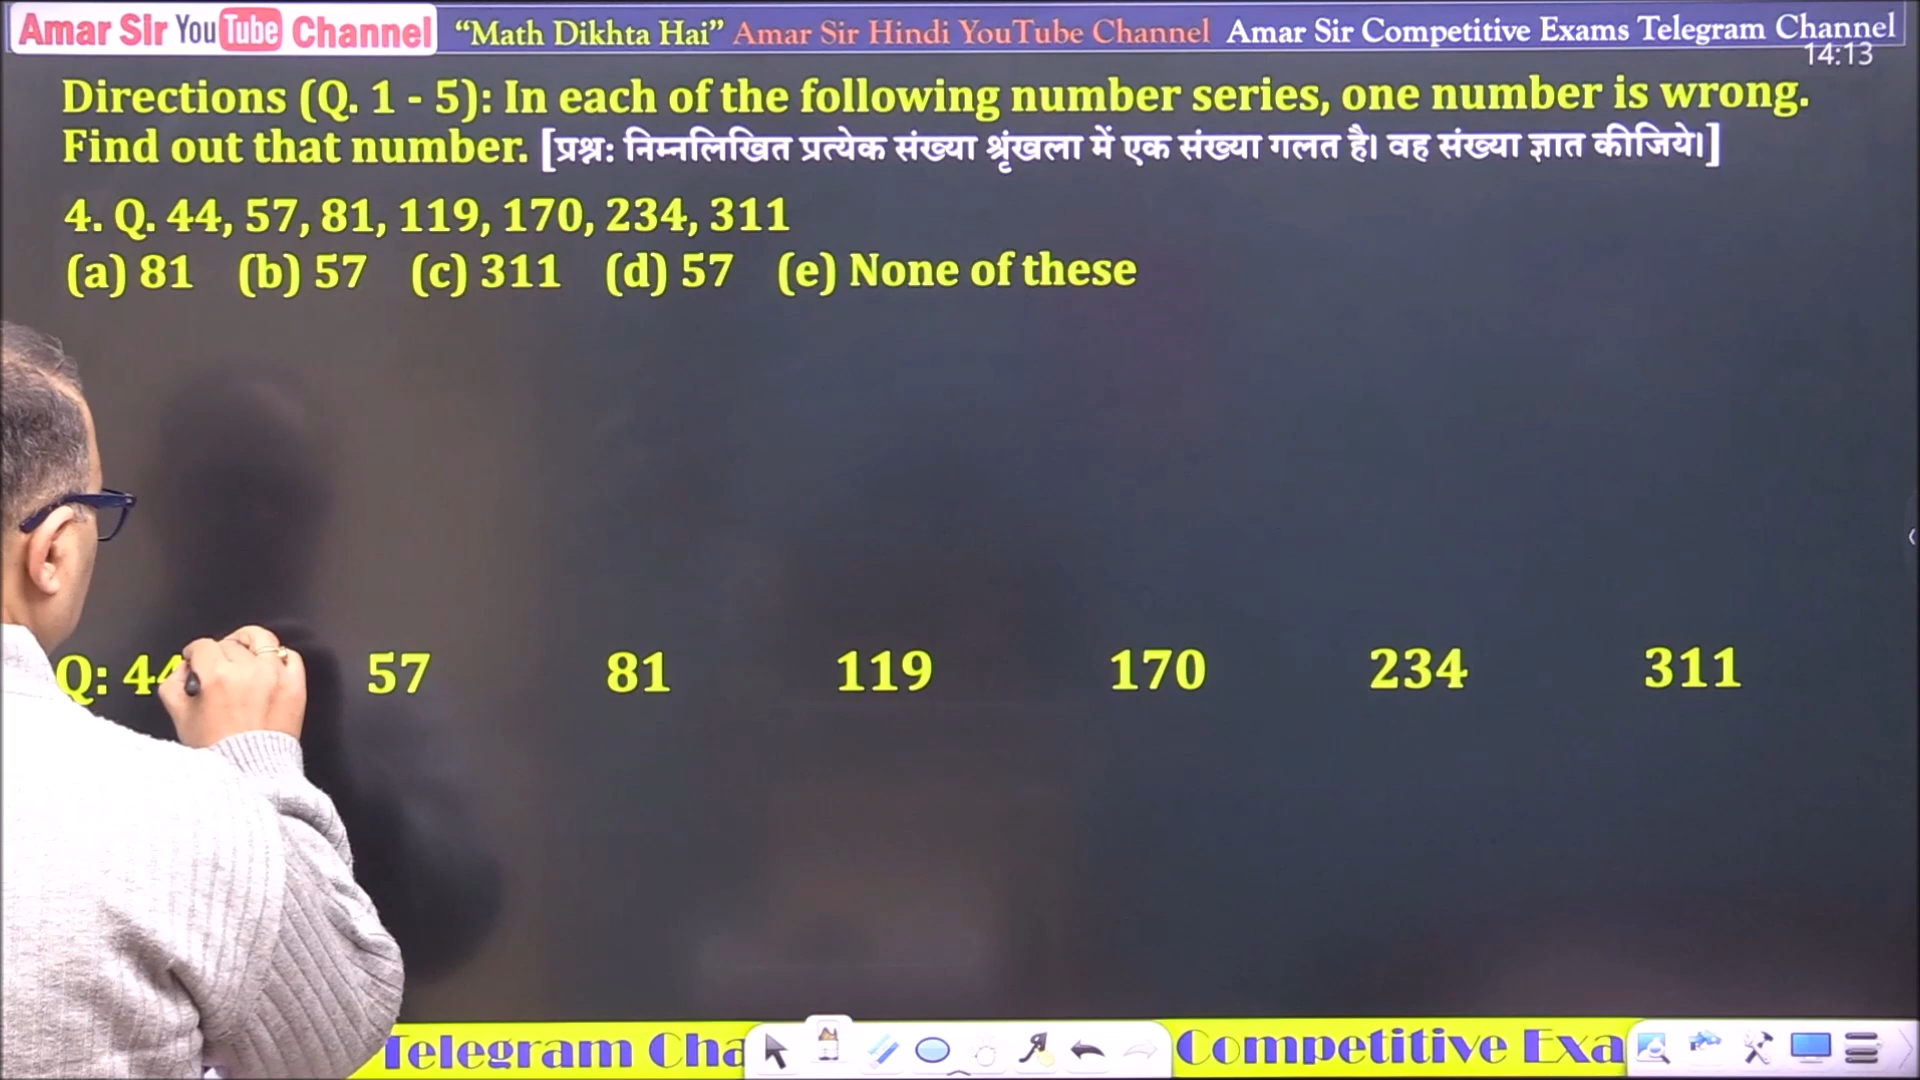 Amar Sir YouTube Channel "Math Dikhta Hai" Amar Sir Hindi YouTube Channel Amar Sir Competitive Exams Telegram Channel
14:13
Directions (Q. 1 - 5): In each of the following number series, one number is wrong.
Find out that number. [प्रश्न: निम्नलिखित प्रत्येक संख्या श्रृंखला में एक संख्या गलत है। वह संख्या ज्ञात कीजिये।]
4. Q. 44, 57, 81, 119, 170, 234, 311
(a) 81 (b) 57 (c) 311 (d) 57 (e) None of these
Q: 44 57 81 119 170 234 311
Telegram Cha Competitive Exa